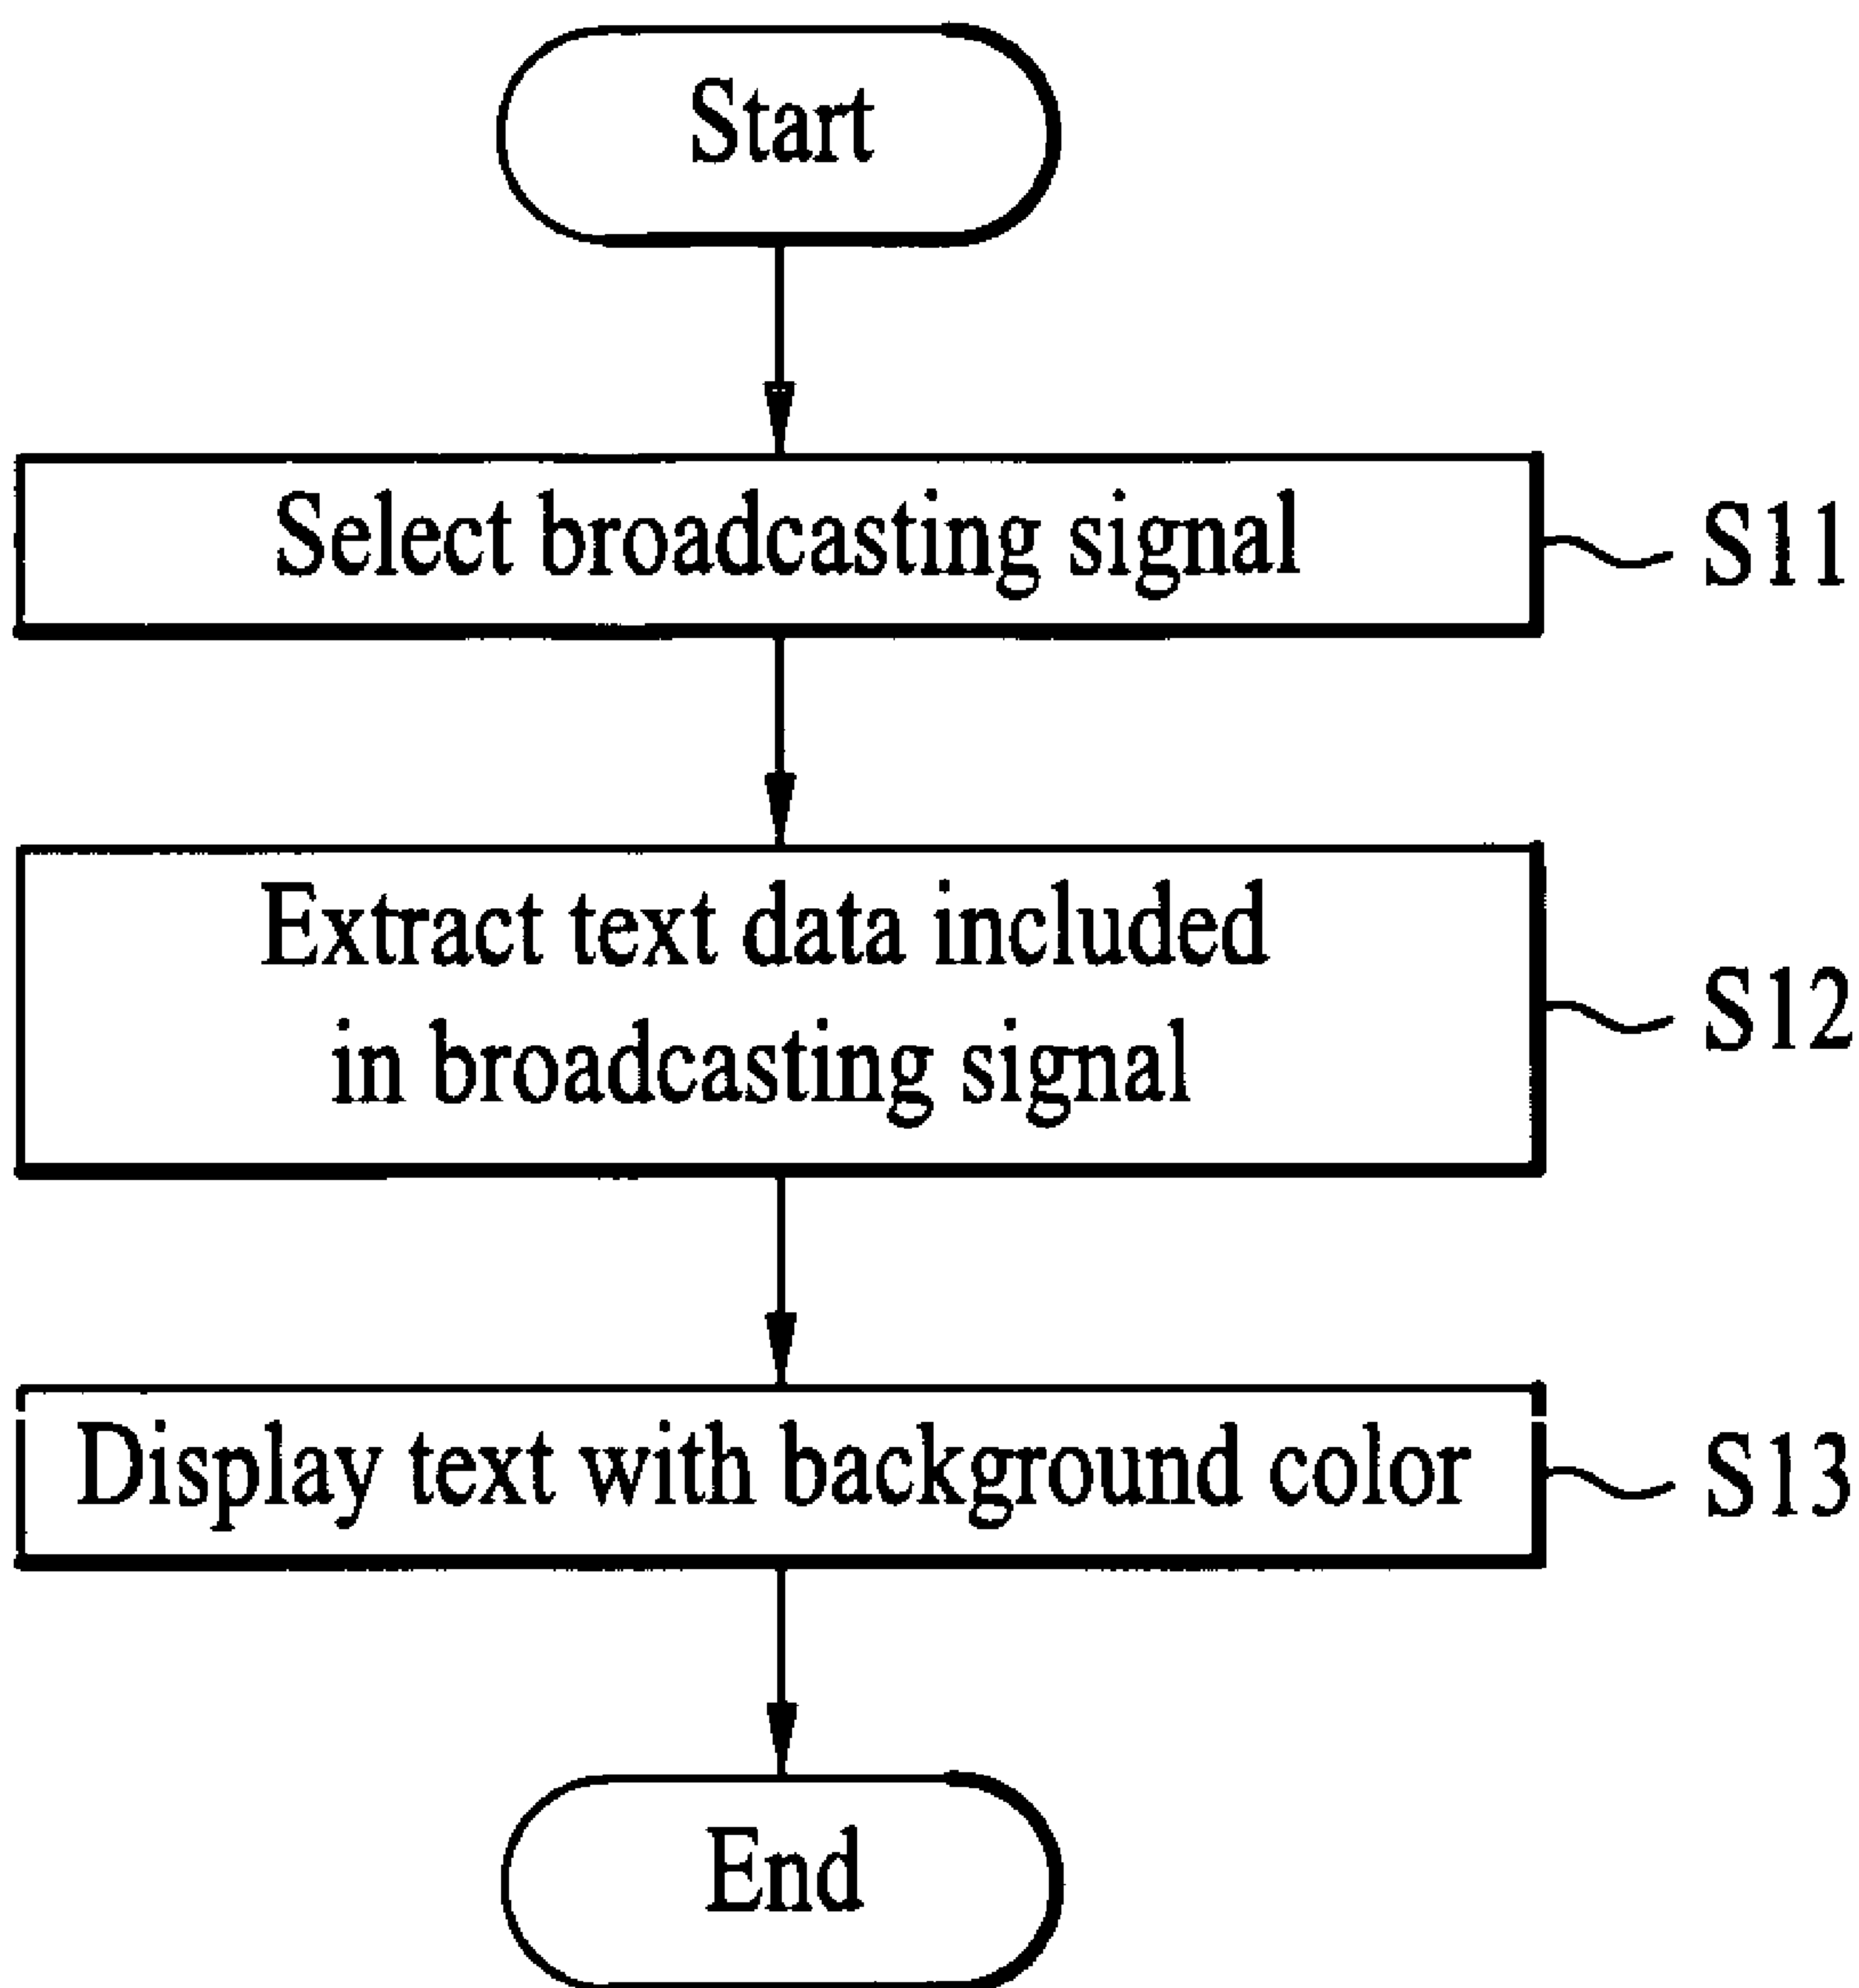 Start
Select broadcasting signal
S11
Extract text data included
in broadcasting signal
S12
Display text with background color
S13
End